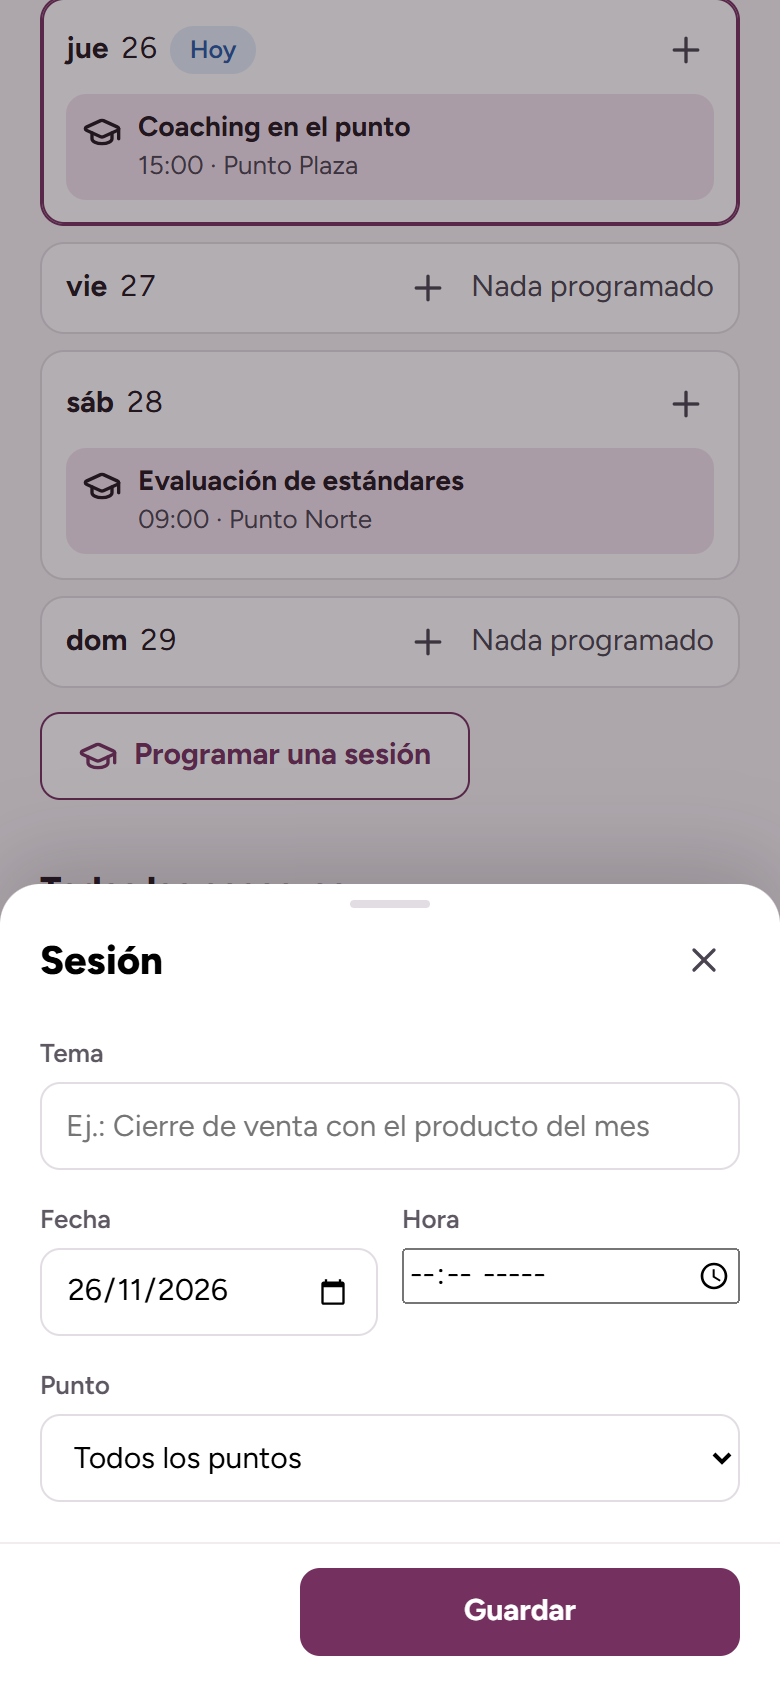 jue 26 Hoy
Coaching en el punto
15:00 · Punto Plaza
vie 27 Nada programado
sáb 28
Evaluación de estándares
09:00 · Punto Norte
dom 29 Nada programado
Programar una sesión
Sesión
Tema
Ej.: Cierre de venta con el producto del mes
Fecha Hora
26/11/2026 --:-- -----
Punto
Todos los puntos
Guardar